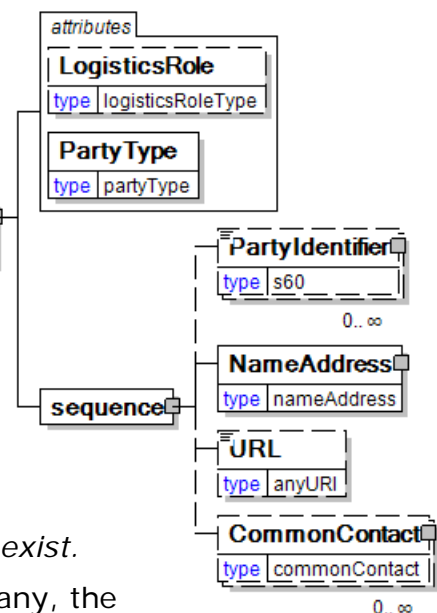 attributes
LogisticsRole
type logisticsRoleType
PartyType
type partyType
PartyIdentifier
type s60
0.. ∞
NameAddress
type nameAddress
sequence
URL
type anyURI
CommonContact
type commonContact
0.. ∞
exist.
any, the